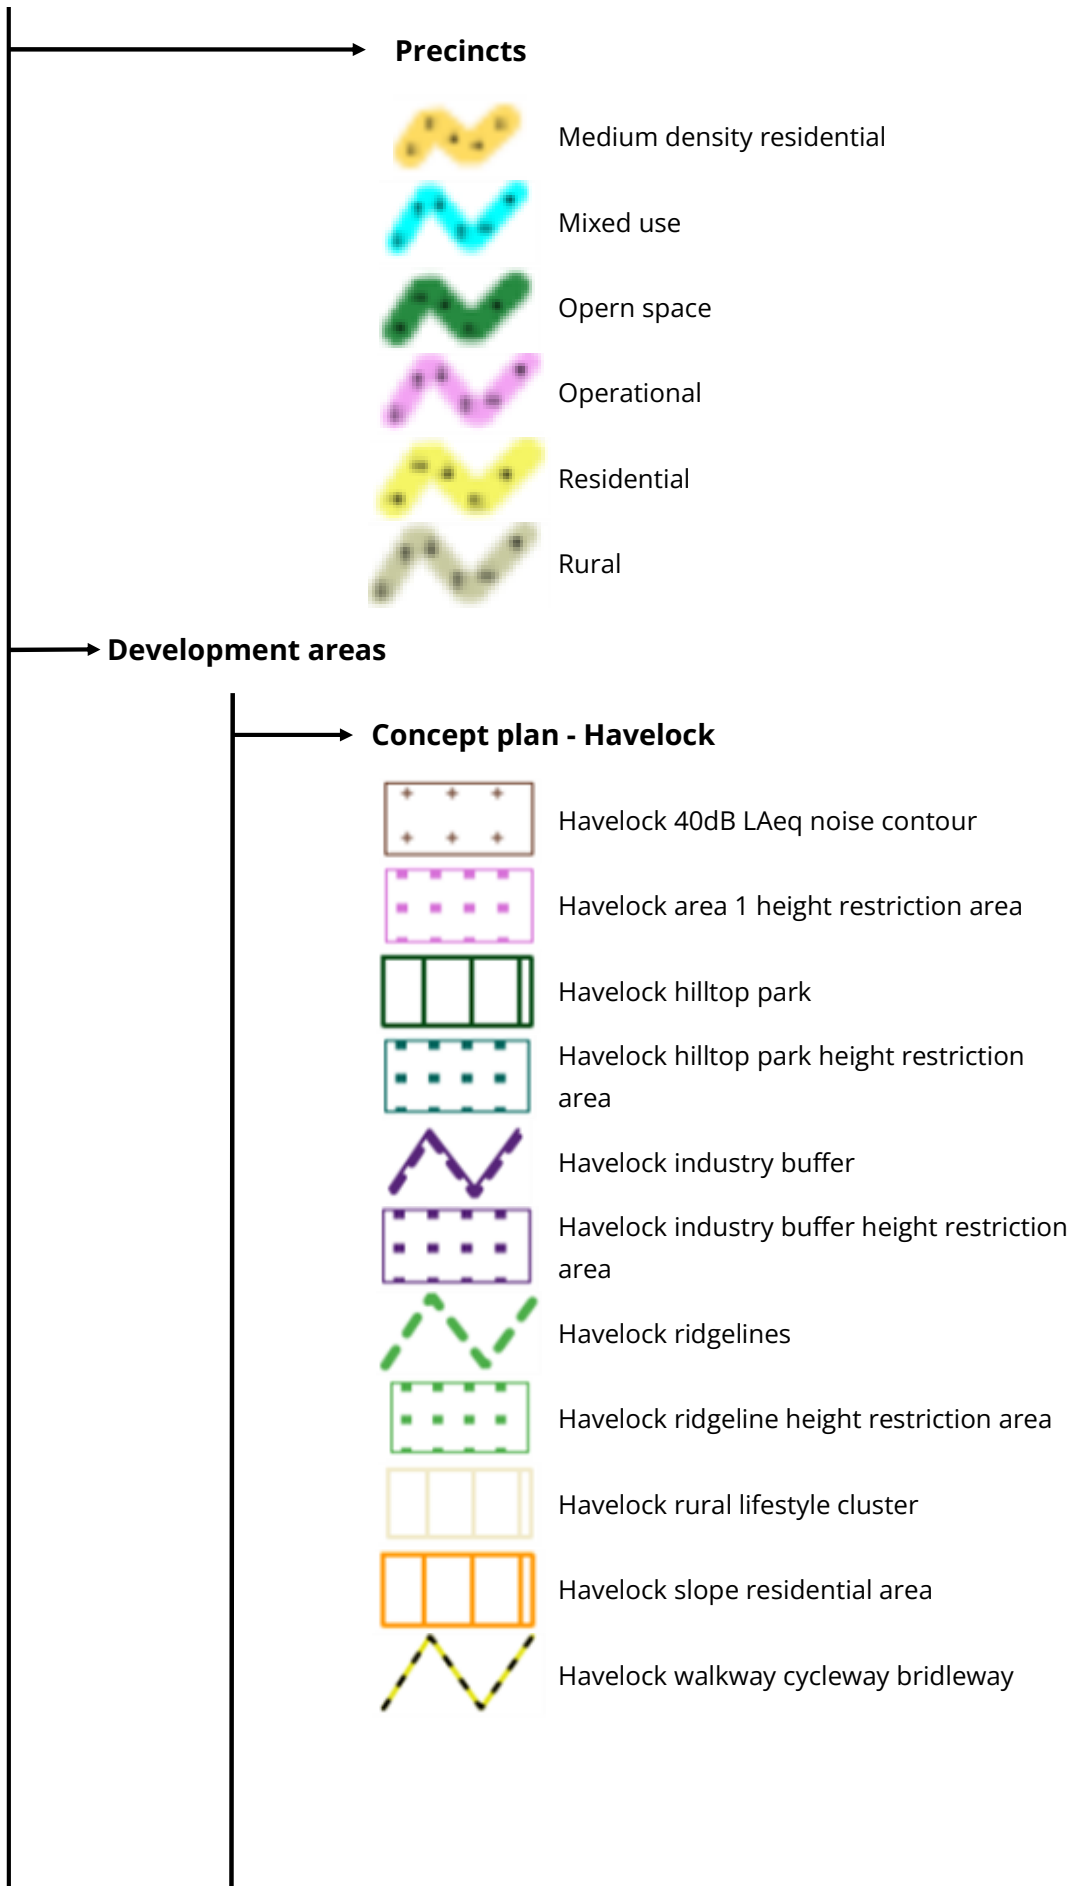 Precincts
Medium density residential
Mixed use
Opern space
Operational
Residential
Rural
Development areas
Concept plan - Havelock
Havelock 40dB LAeq noise contour
Havelock area 1 height restriction area
Havelock hilltop park
Havelock hilltop park height restriction
area
Havelock industry buffer
Havelock industry buffer height restriction
area
Havelock ridgelines
Havelock ridgeline height restriction area
Havelock rural lifestyle cluster
Havelock slope residential area
Havelock walkway cycleway bridleway